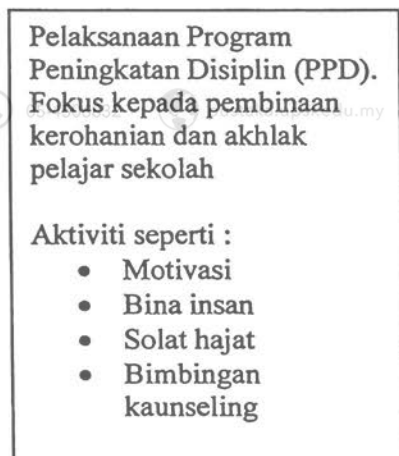 Pelaksanaan Program
Peningkatan Disiplin (PPD).
Fokus kepada pembinaan
kerohanian dan akhlak
pelajar sekolah
Aktiviti seperti :
• Motivasi
• Bina insan
• Solat hajat
• Bimbingan
kaunseling